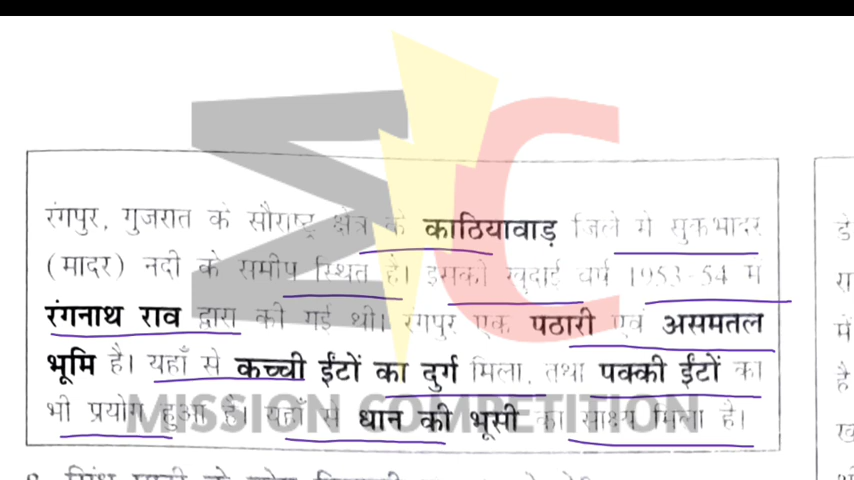 रंगपुर, गुजरात के सौराष्ट्र क्षेत्र के काठियावाड़ जिले में सुकभादर
(मादर) नदी के समीप स्थित है। इसकी खुदाई वर्ष 1953-54 में
रंगनाथ राव द्वारा की गई थी। रंगपुर एक पठारी एवं असमतल
भूमि है। यहाँ से कच्ची ईंटों का दुर्ग मिला, तथा पक्की ईंटों का
भी प्रयोग हुआ है। यहाँ से धान की भूसी का साक्ष्य मिला है।
MISSION COMPETITION